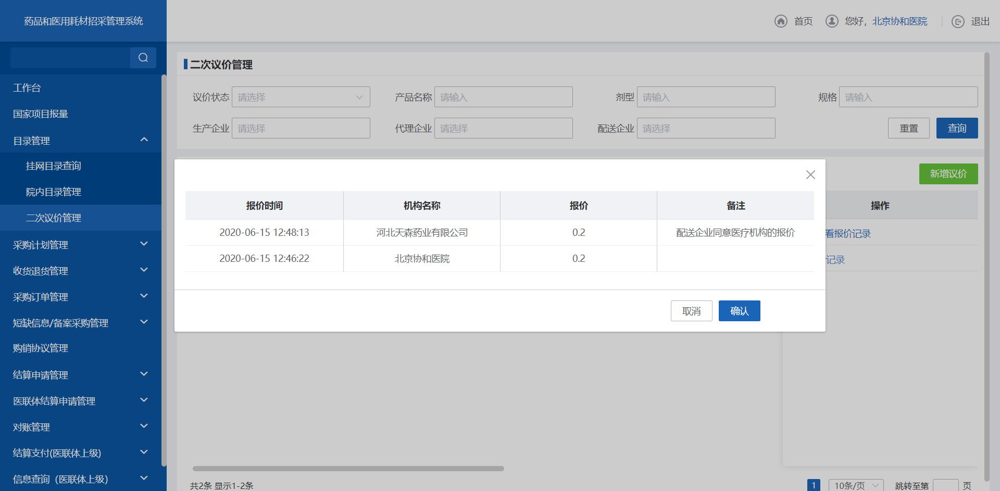 药品和医用耗材招采管理系统
首页
您好，北京协和医院
退出
工作台
国家项目报量
目录管理
挂网目录查询
院内目录管理
二次议价管理
采购计划管理
收货退货管理
采购订单管理
短缺信息/备案采购管理
购销协议管理
结算申请管理
医联体结算申请管理
对账管理
结算支付(医联体上级)
信息查询（医联体上级）
二次议价管理
议价状态 请选择 产品名称 请输入 剂型 请输入 规格 请输入
生产企业 请选择 代理企业 请选择 配送企业 请选择 重置 查询
新增议价
操作
看报价记录
记录
报价时间 机构名称 报价 备注
2020-06-15 12:48:13 河北天森药业有限公司 0.2 配送企业同意医疗机构的报价
2020-06-15 12:46:22 北京协和医院 0.2
取消 确认
共2条 显示1-2条 1 10条/页 跳转至第 页